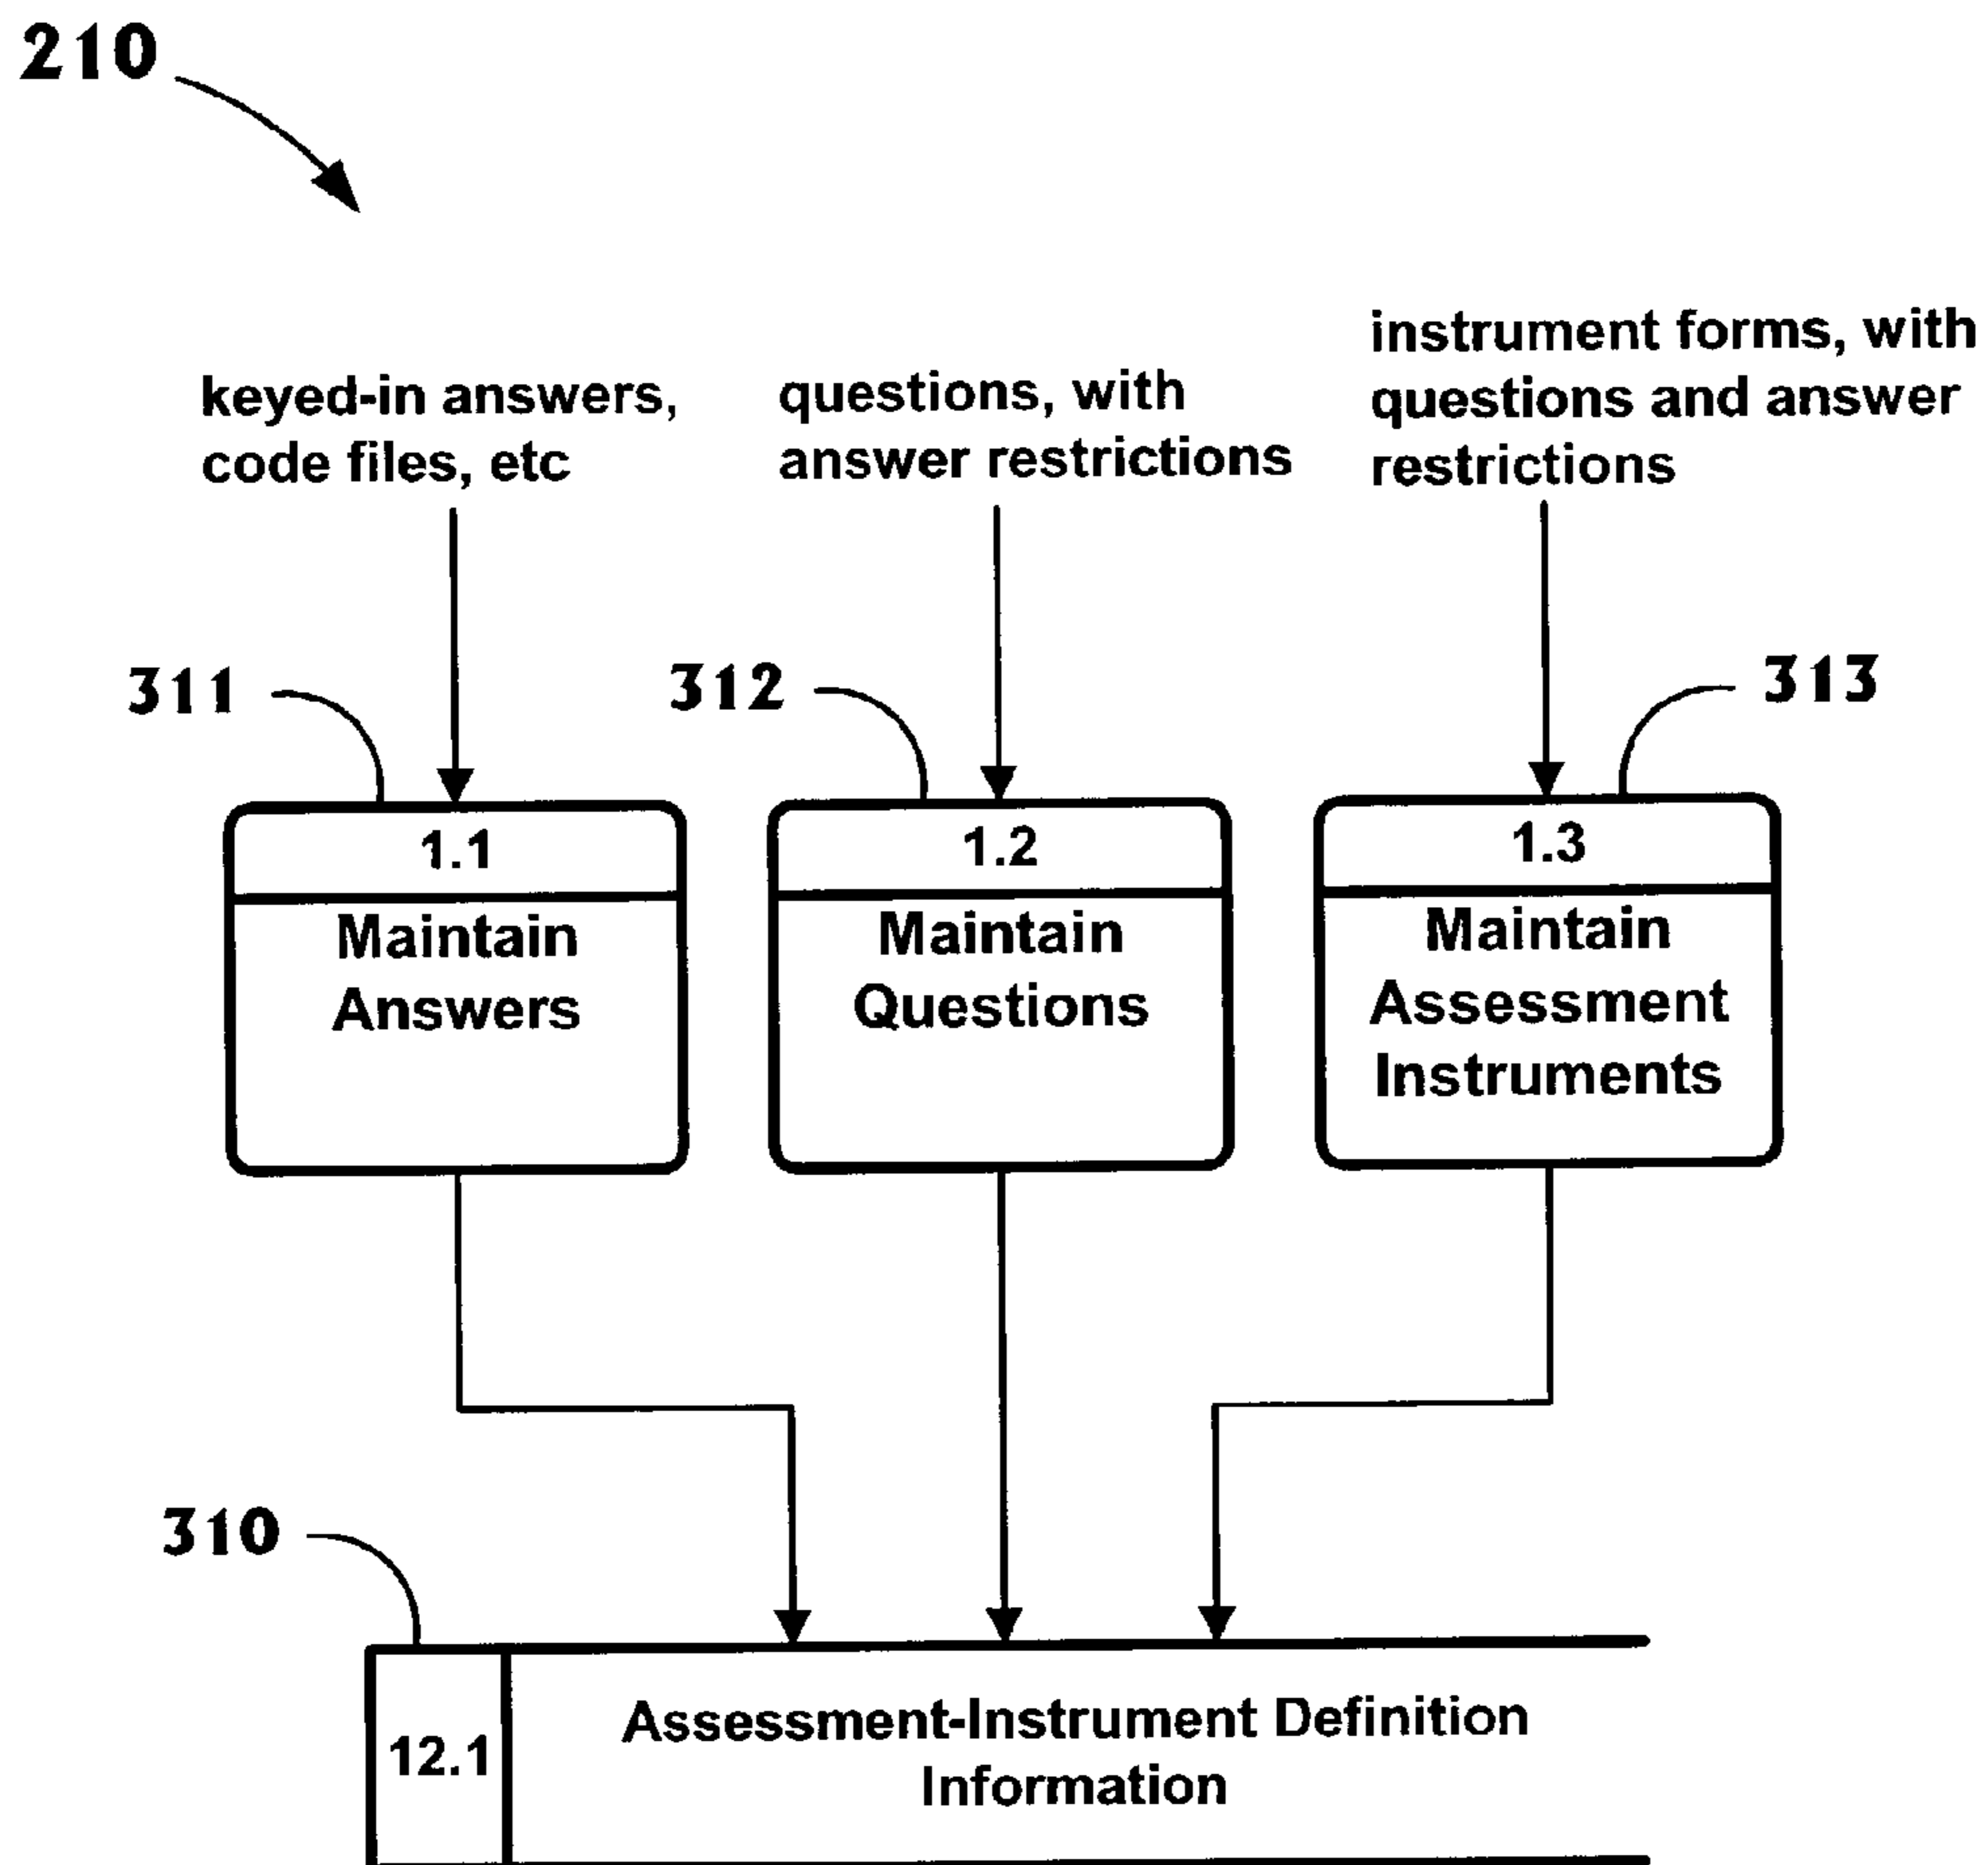 210
keyed-in answers,
code files, etc
questions, with
answer restrictions
instrument forms, with
questions and answer
restrictions
311
312
313
1.1
Maintain
Answers
1.2
Maintain
Questions
1.3
Maintain
Assessment
Instruments
310
12.1
Assessment-Instrument Definition
Information